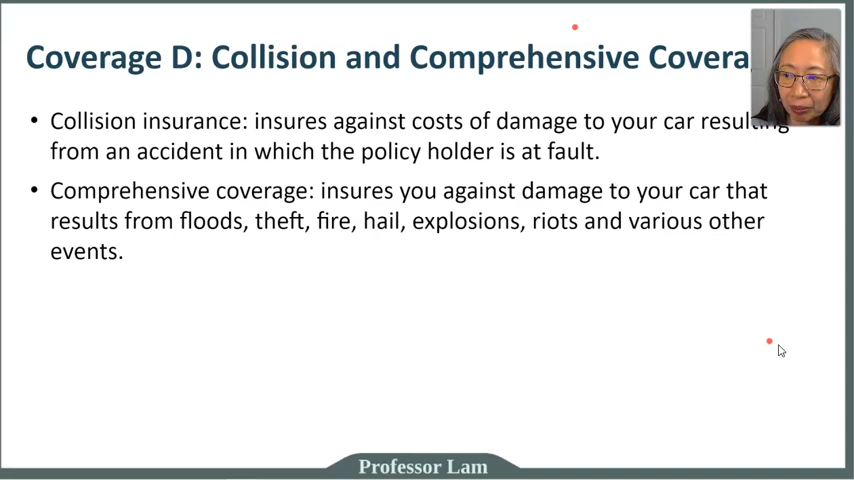 Coverage D: Collision and Comprehensive Covera
• Collision insurance: insures against costs of damage to your car resulting
from an accident in which the policy holder is at fault.
• Comprehensive coverage: insures you against damage to your car that
results from floods, theft, fire, hail, explosions, riots and various other
events.
Professor Lam